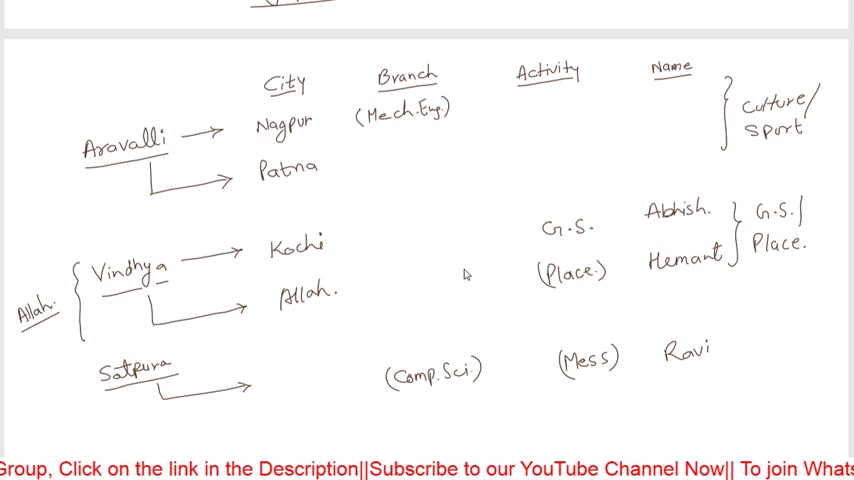 City Branch Activity Name
Aravalli Nagpur (Mech.Eng.) Culture/
Sport
Patna
Vindhya Kochi G.S. Abhish. G.S./
Allah. Allah. (Place.) Hemant Place.
Satpura (Comp.Sci.) (Mess) Ravi
Group, Click on the link in the Description||Subscribe to our YouTube Channel Now|| To join Whats